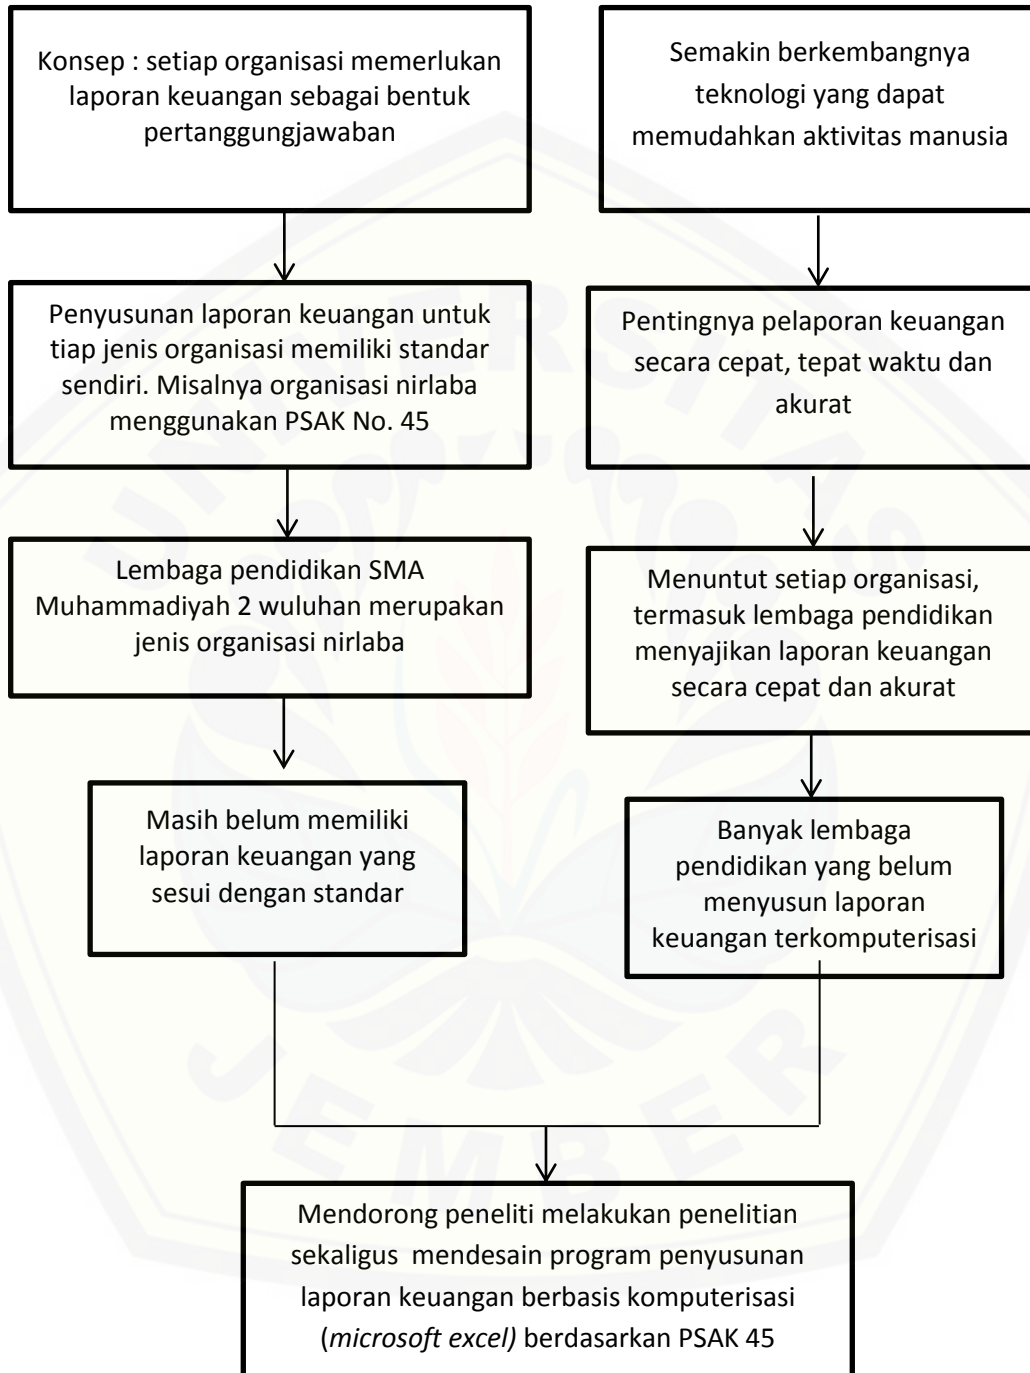 Konsep : setiap organisasi memerlukan
laporan keuangan sebagai bentuk
pertanggungjawaban
Semakin berkembangnya
teknologi yang dapat
memudahkan aktivitas manusia
Penyusunan laporan keuangan untuk
tiap jenis organisasi memiliki standar
sendiri. Misalnya organisasi nirlaba
menggunakan PSAK No. 45
Pentingnya pelaporan keuangan
secara cepat, tepat waktu dan
akurat
Lembaga pendidikan SMA
Muhammadiyah 2 wuluhan merupakan
jenis organisasi nirlaba
Menuntut setiap organisasi,
termasuk lembaga pendidikan
menyajikan laporan keuangan
secara cepat dan akurat
Masih belum memiliki
laporan keuangan yang
sesui dengan standar
Banyak lembaga
pendidikan yang belum
menyusun laporan
keuangan terkomputerisasi
Mendorong peneliti melakukan penelitian
sekaligus  mendesain program penyusunan
laporan keuangan berbasis komputerisasi
(microsoft excel) berdasarkan PSAK 45
UNIVERSITAS
JEMBER